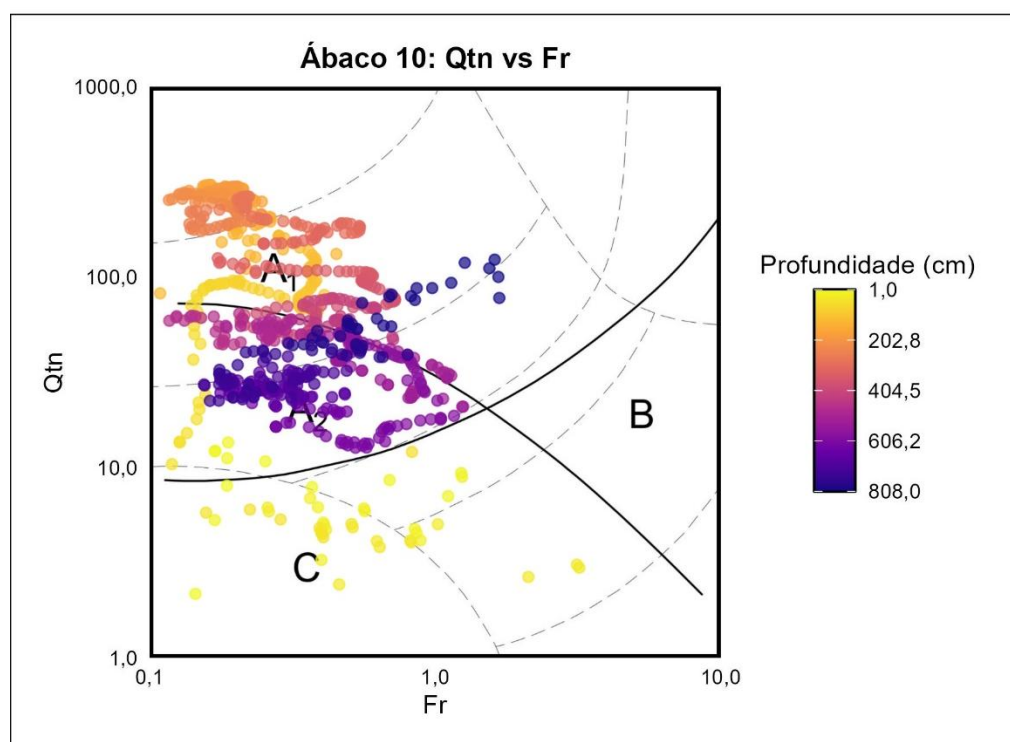 Ábaco 10: Qtn vs Fr
1000,0
100,0
10,0
1,0
Qtn
A1
A2
B
C
0,1
1,0
10,0
Fr
Profundidade (cm)
1,0
202,8
404,5
606,2
808,0